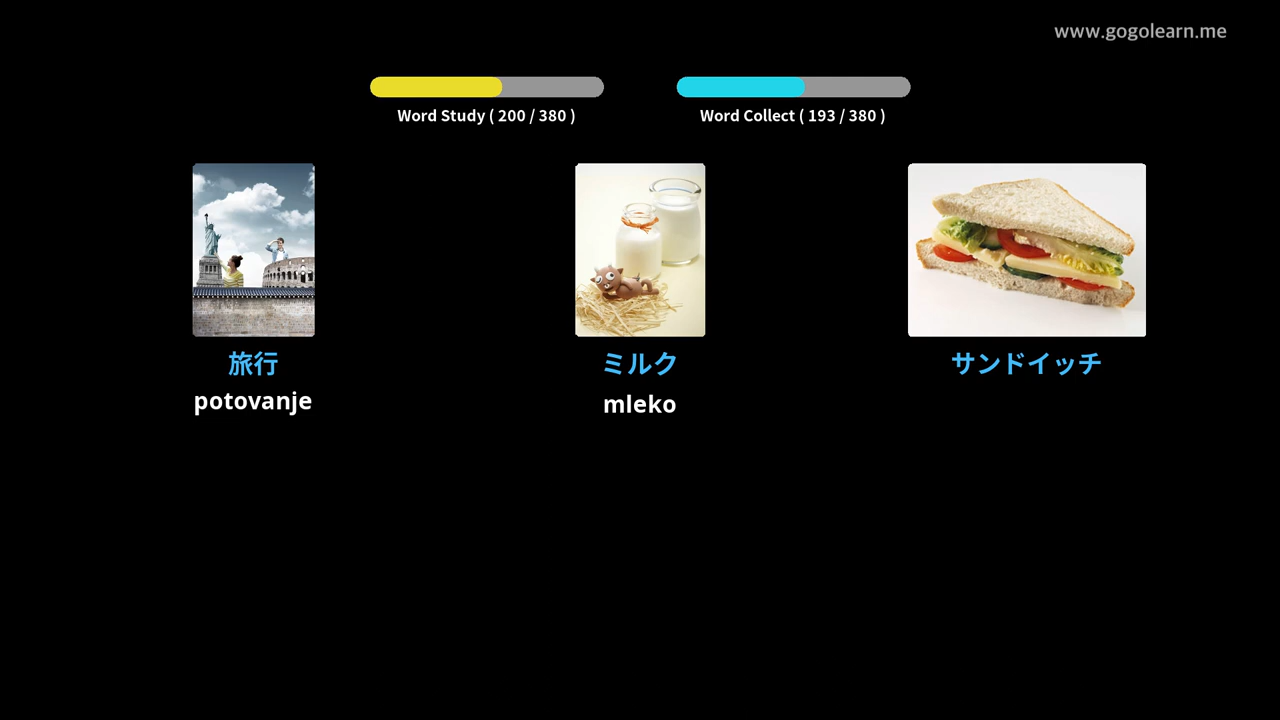 www.gogolearn.me
Word Study ( 200 / 380 )
Word Collect ( 193 / 380 )
旅行
ミルク
サンドイッチ
potovanje
mleko